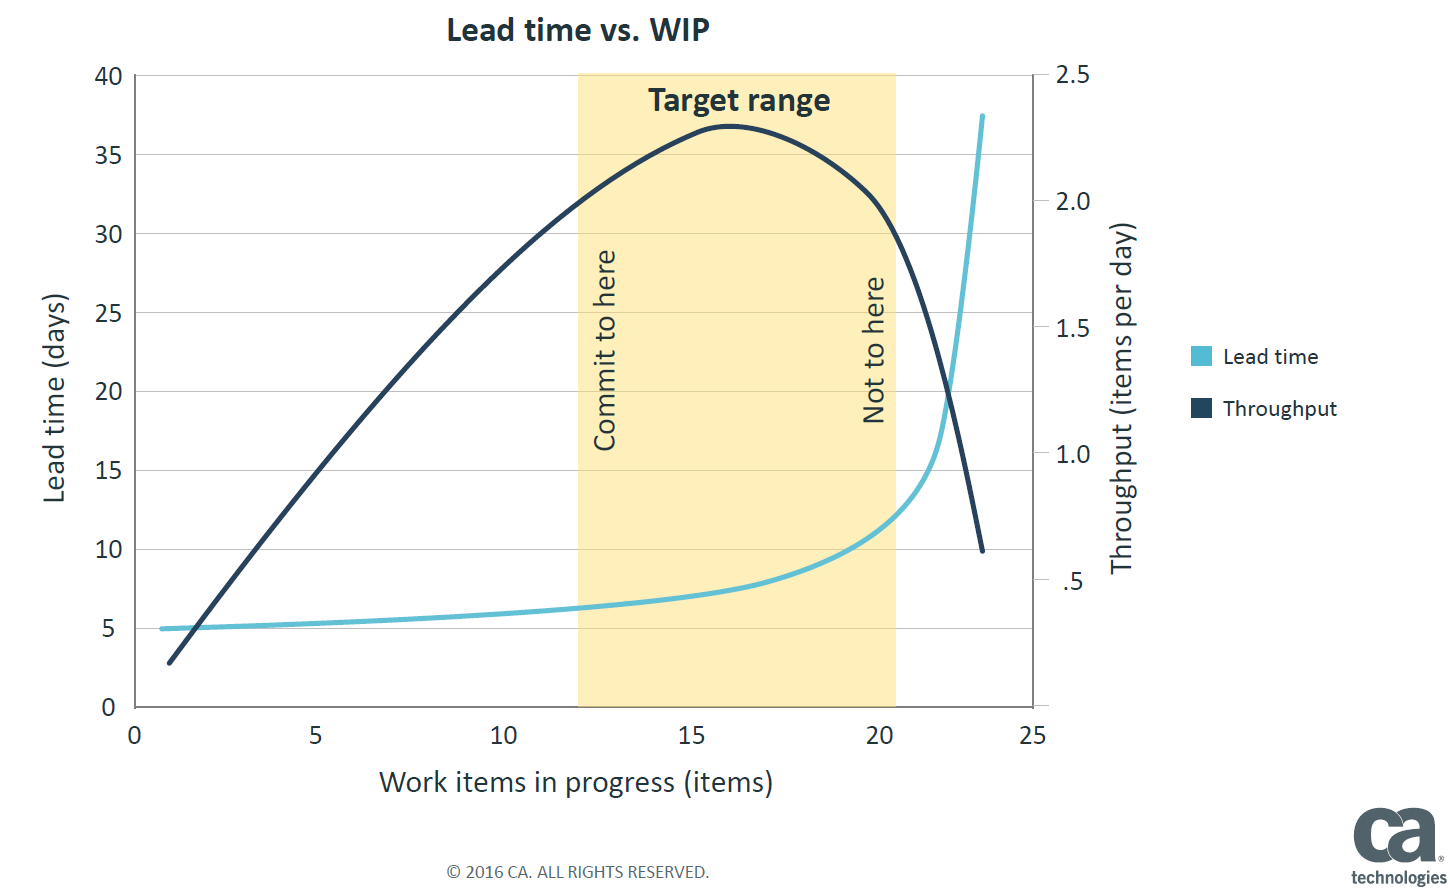 Lead time vs. WIP
40
35
30
25
20
15
10
5
0
Lead time (days)
2.5
2.0
1.5
1.0
.5
Throughput (items per day)
Target range
Commit to here
Not to here
0 5 10 15 20 25
Work items in progress (items)
Lead time
Throughput
© 2016 CA. ALL RIGHTS RESERVED.
ca®
technologies